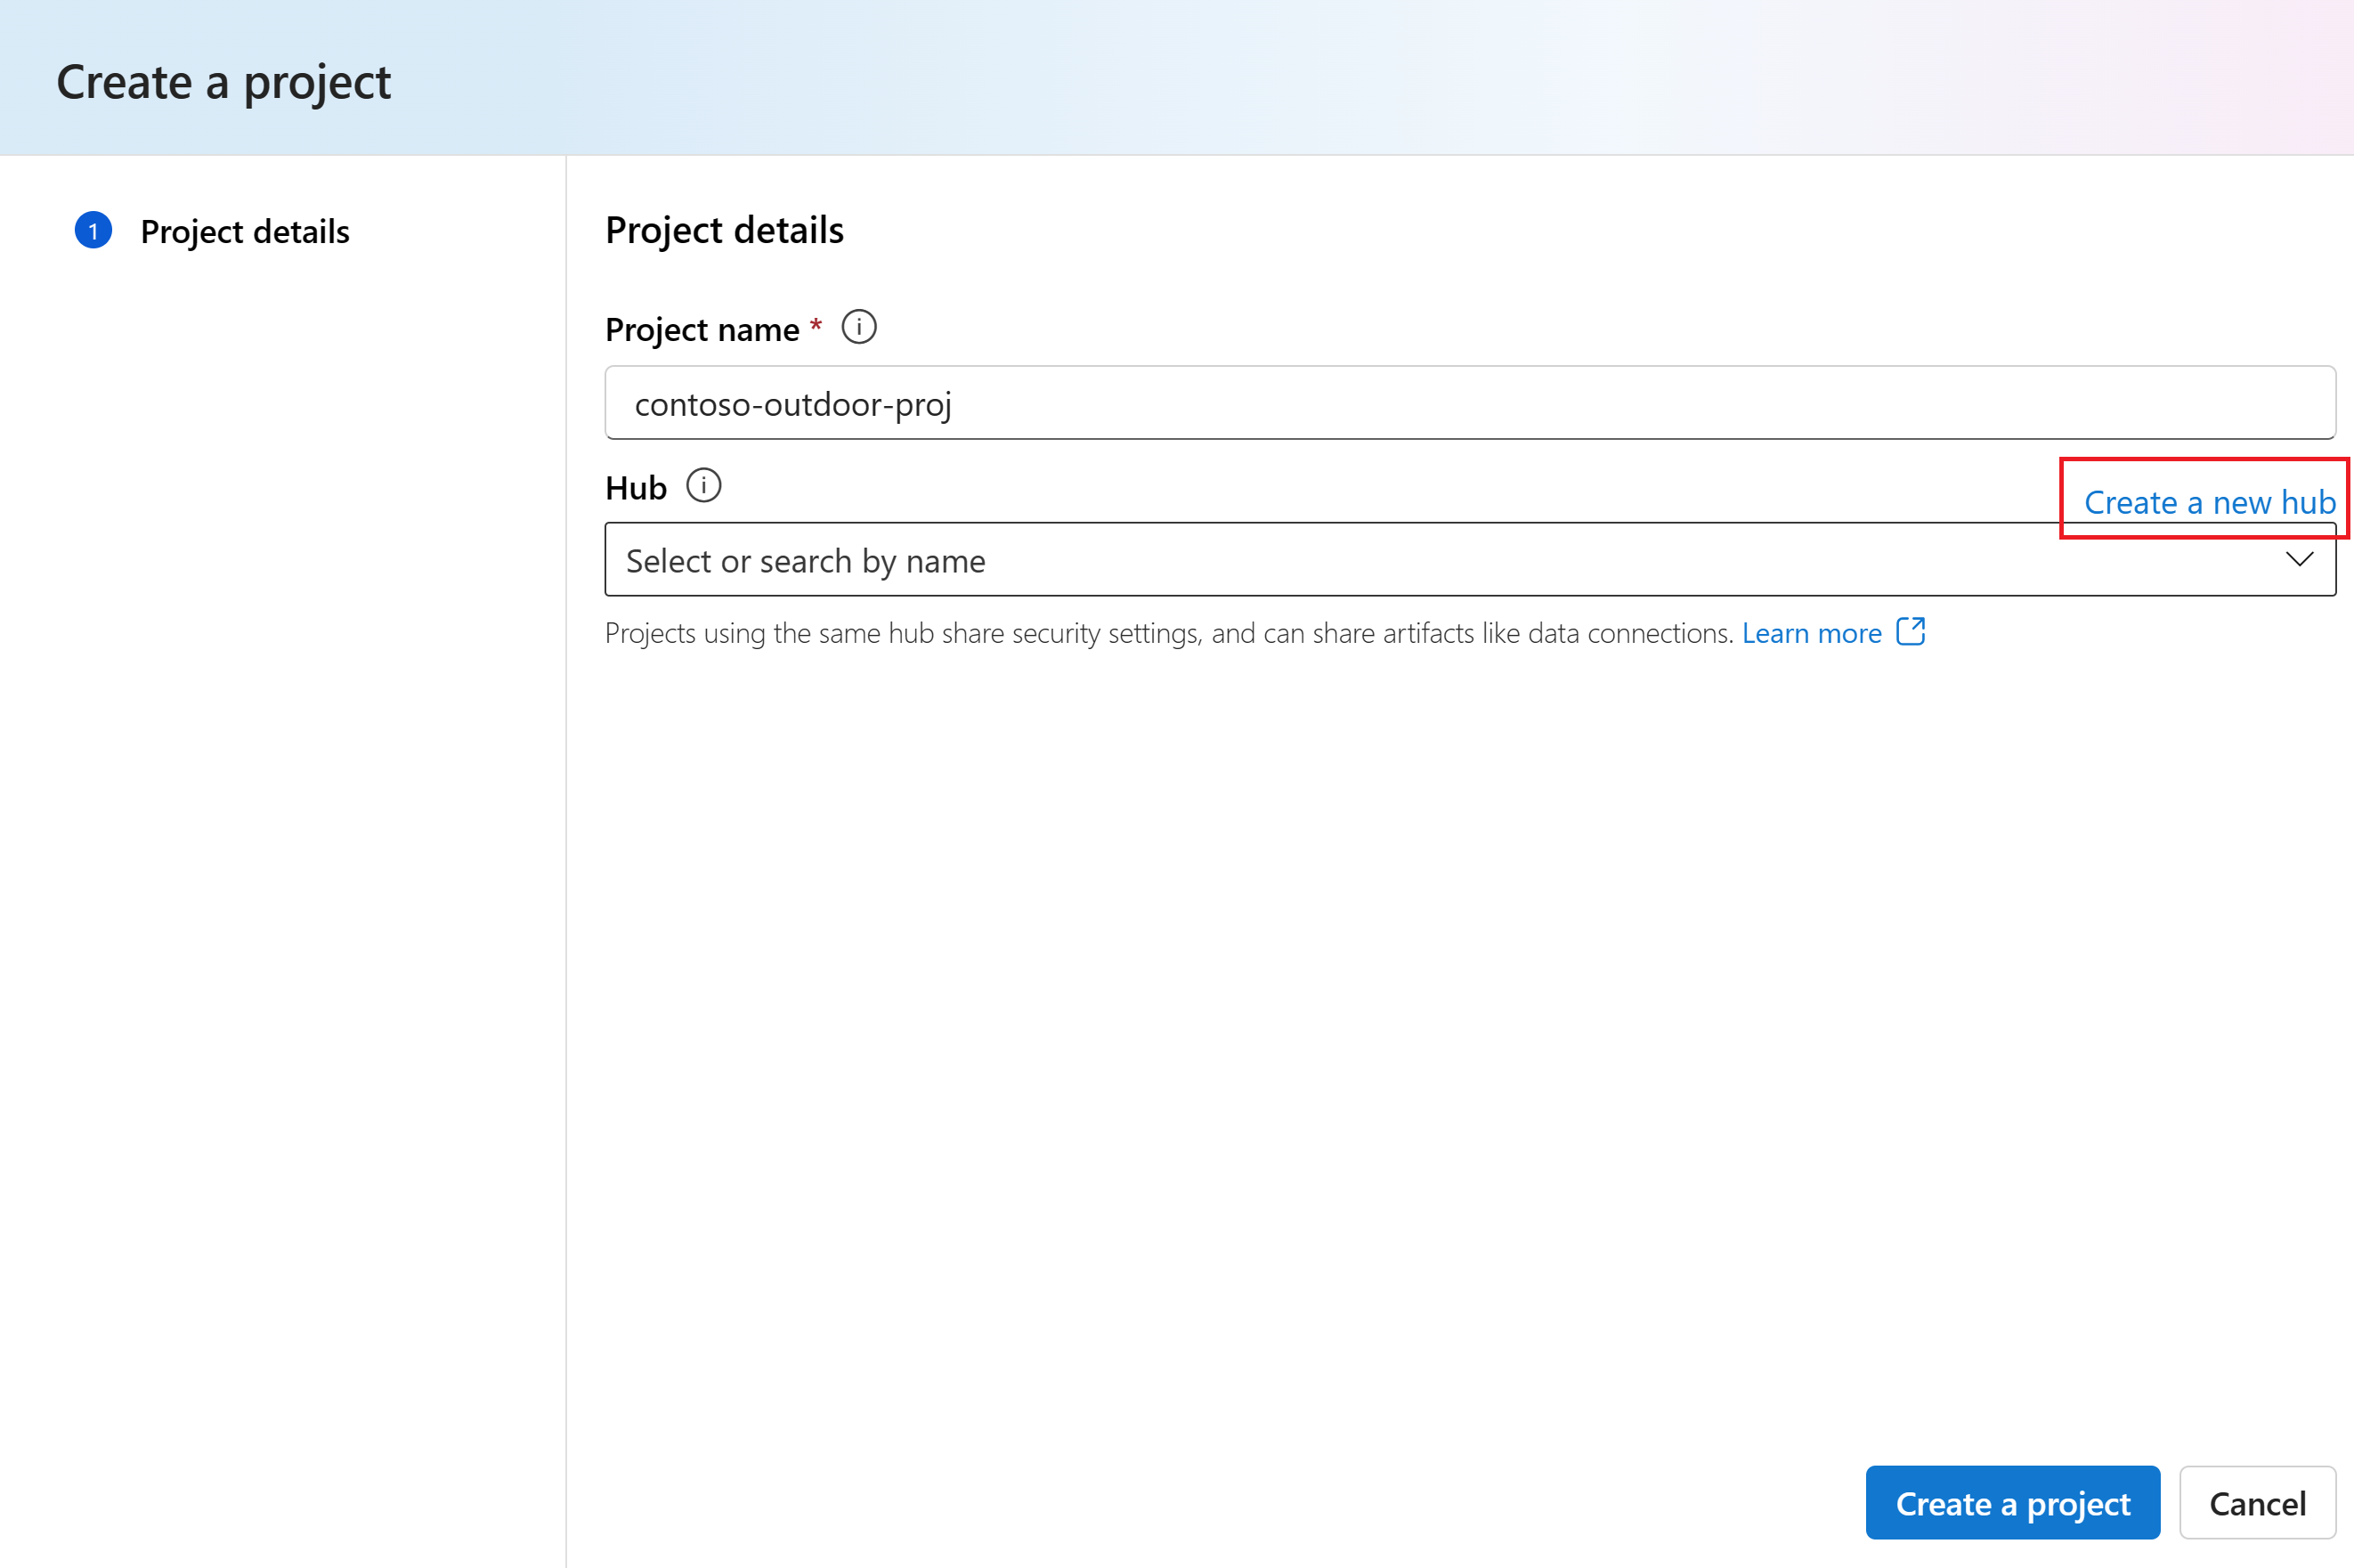 Create a project
1 Project details
Project details
Project name *
contoso-outdoor-proj
Hub
Create a new hub
Select or search by name
Projects using the same hub share security settings, and can share artifacts like data connections. Learn more
Create a project
Cancel